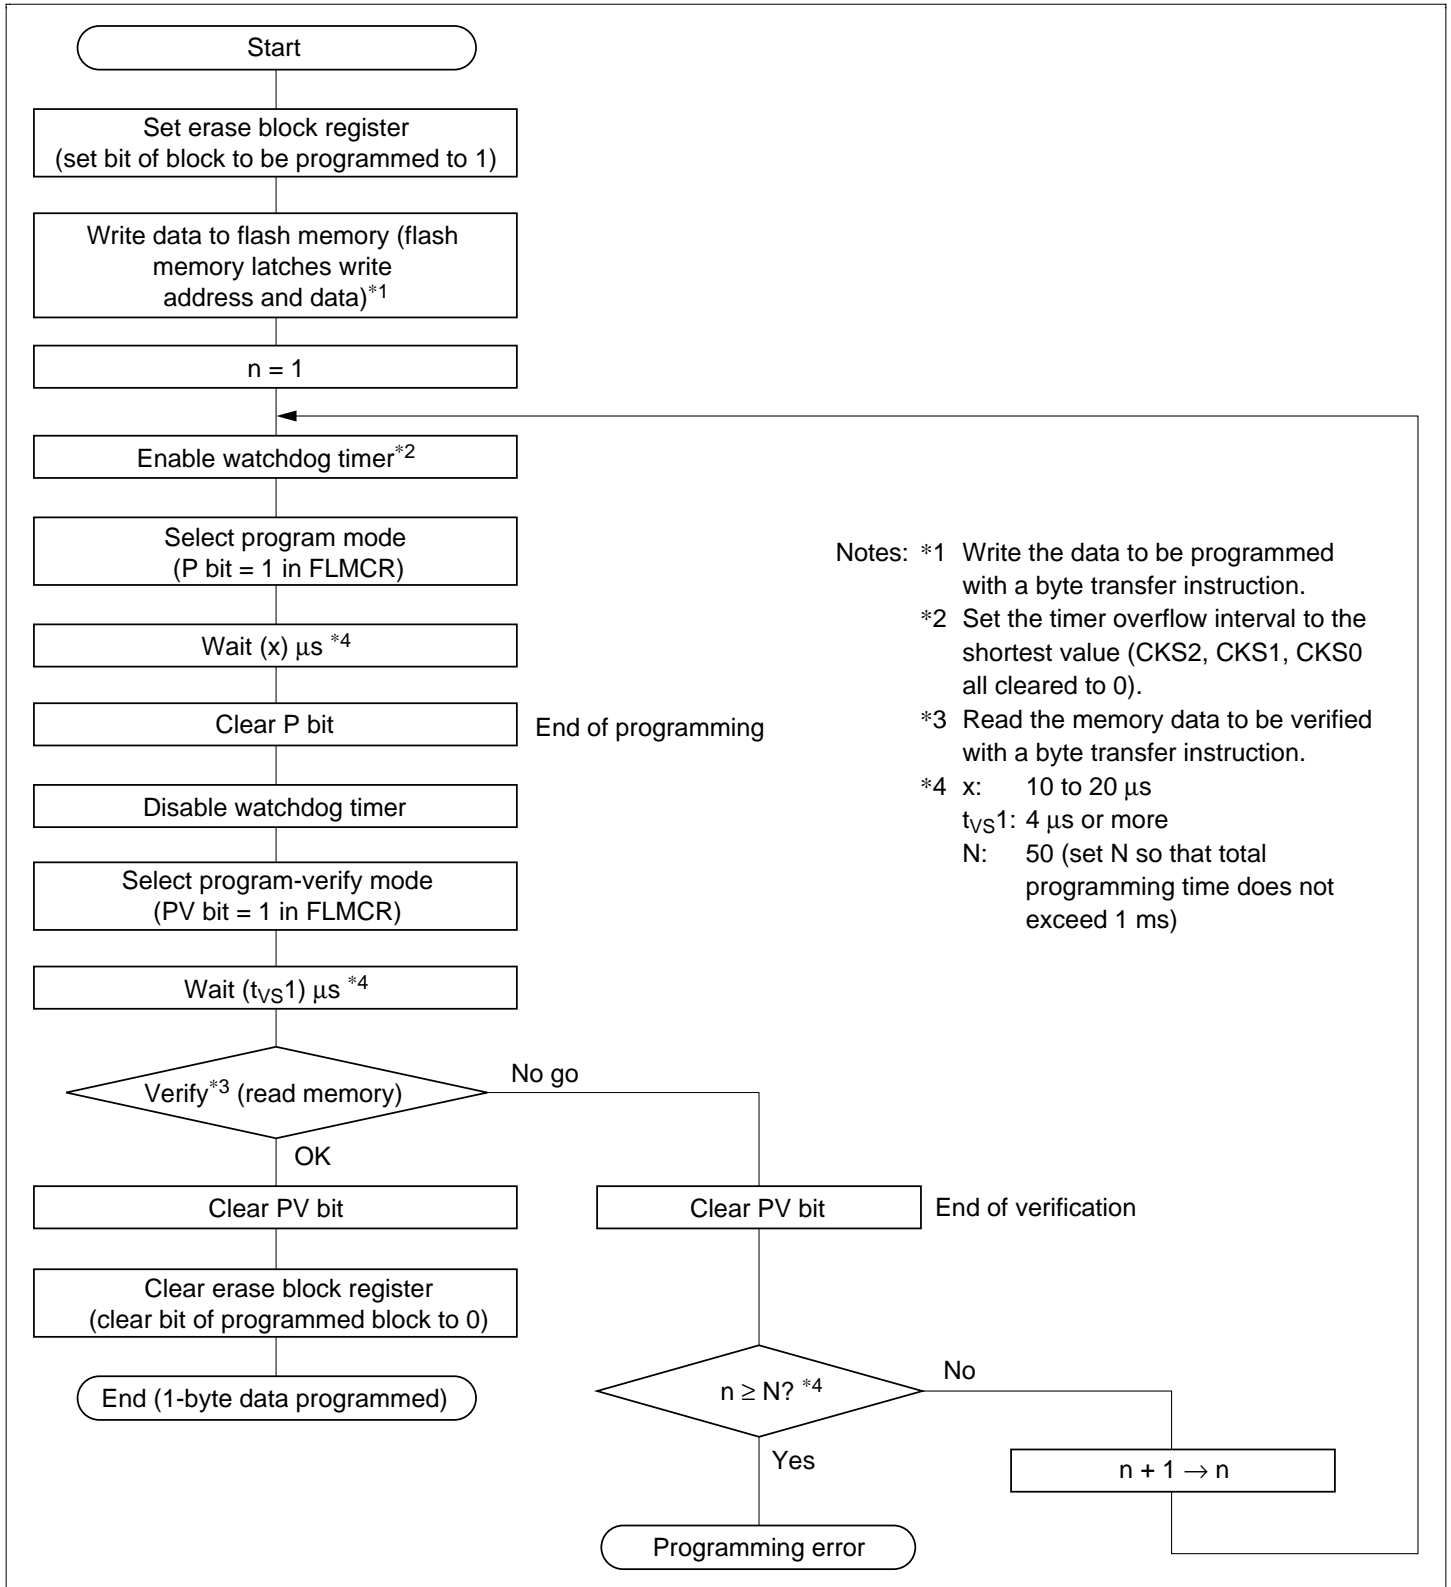 Start
Set erase block register
(set bit of block to be programmed to 1)
Write data to flash memory (flash
memory latches write
address and data)*1
n = 1
Enable watchdog timer*2
Select program mode
(P bit = 1 in FLMCR)
Wait (x) μs *4
Clear P bit
End of programming
Disable watchdog timer
Select program-verify mode
(PV bit = 1 in FLMCR)
Wait (tVS1) μs *4
Verify*3 (read memory)
No go
OK
Clear PV bit
Clear erase block register
(clear bit of programmed block to 0)
End (1-byte data programmed)
Clear PV bit
End of verification
n ≥ N? *4
No
Yes
n + 1 → n
Programming error
Notes: *1 Write the data to be programmed
with a byte transfer instruction.
*2 Set the timer overflow interval to the
shortest value (CKS2, CKS1, CKS0
all cleared to 0).
*3 Read the memory data to be verified
with a byte transfer instruction.
*4 x: 10 to 20 μs
tVS1: 4 μs or more
N: 50 (set N so that total
programming time does not
exceed 1 ms)